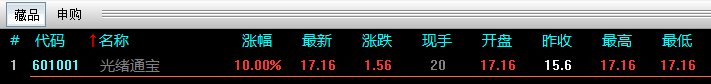 藏品 申购
# 代码 ↑名称 涨幅 最新 涨跌 现手 开盘 昨收 最高 最低
1 601001 光绪通宝 10.00% 17.16 1.56 20 17.16 15.6 17.16 17.16